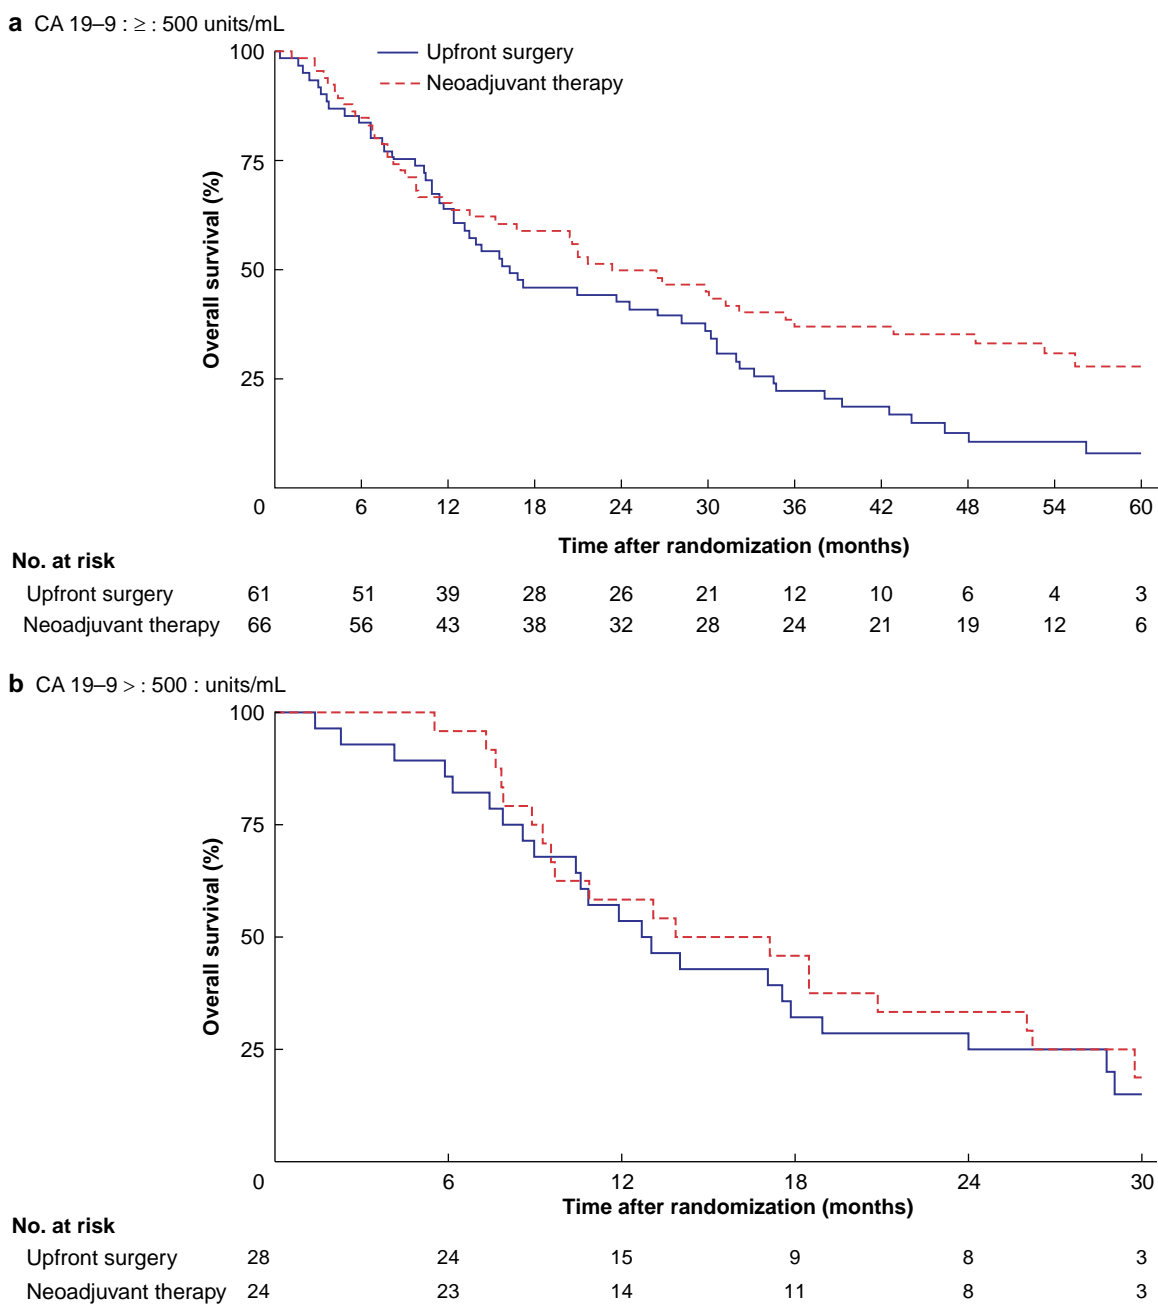 a CA 19–9 : ≥ : 500 units/mL
Upfront surgery
Neoadjuvant therapy
100
75
50
25
Overall survival (%)
0 6 12 18 24 30 36 42 48 54 60
Time after randomization (months)
No. at risk
Upfront surgery 61 51 39 28 26 21 12 10 6 4 3
Neoadjuvant therapy 66 56 43 38 32 28 24 21 19 12 6
b CA 19–9 > : 500 : units/mL
100
75
50
25
Overall survival (%)
0 6 12 18 24 30
Time after randomization (months)
No. at risk
Upfront surgery 28 24 15 9 8 3
Neoadjuvant therapy 24 23 14 11 8 3